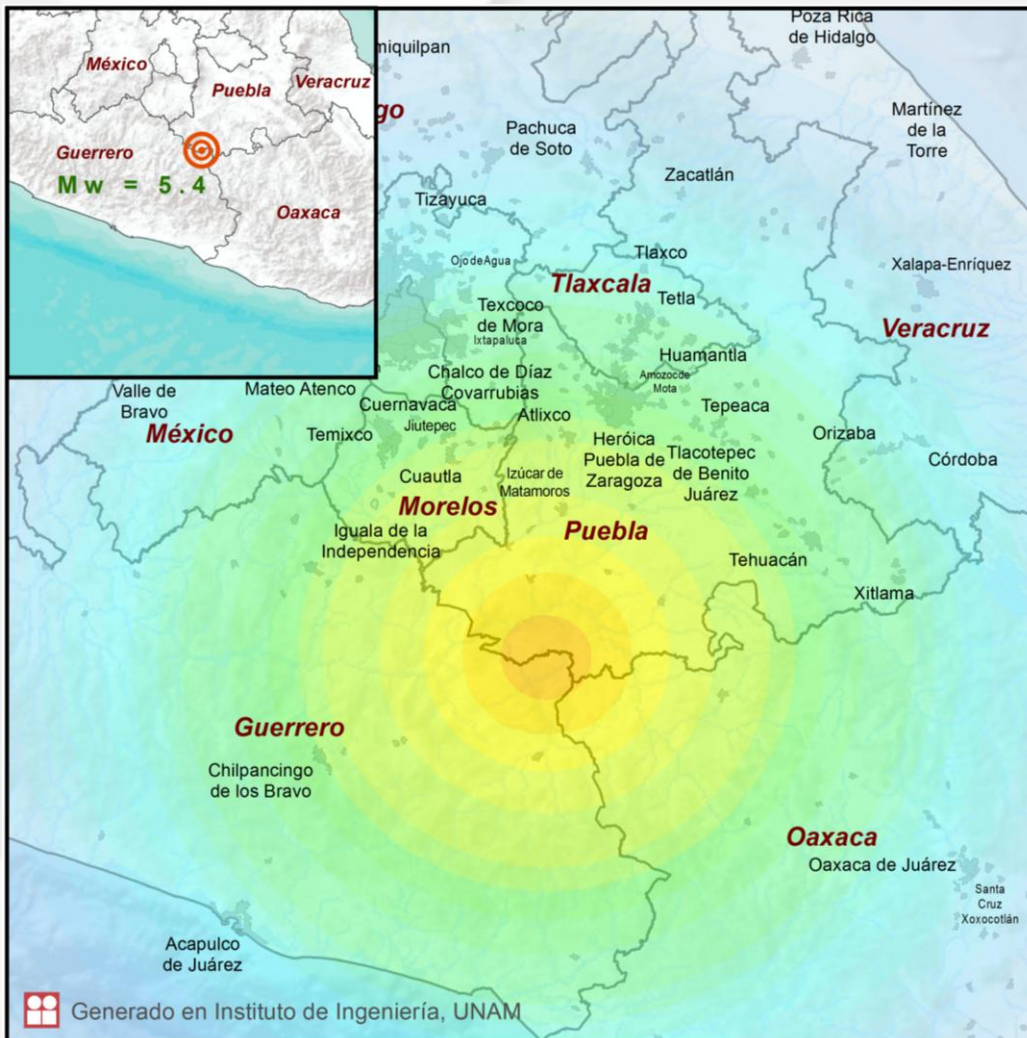 México
Puebla
Veracruz
Guerrero
Mw = 5.4
Oaxaca
miquilpan
go
Poza Rica
de Hidalgo
Pachuca
de Soto
Martínez
de la
Torre
Zacatlán
Tizayuca
Ojo de Agua
Tlaxco
Xalapa-Enríquez
Tlaxcala
Tetla
Texcoco
de Mora
Ixtapaluca
Veracruz
Huamantla
Amozoc de
Mota
Valle de
Bravo
Mateo Atenco
Chalco de Díaz
Covarrubias
Cuernavaca
Jiutepec
Atlixco
Tepeaca
México
Temixco
Orizaba
Heróica
Puebla de
Zaragoza
Tlacotepec
de Benito
Juárez
Córdoba
Cuautla
Izúcar de
Matamoros
Morelos
Iguala de la
Independencia
Puebla
Tehuacán
Xitlama
Guerrero
Chilpancingo
de los Bravo
Oaxaca
Oaxaca de Juárez
Santa
Cruz
Xoxocotlán
Acapulco
de Juárez
Generado en Instituto de Ingeniería, UNAM